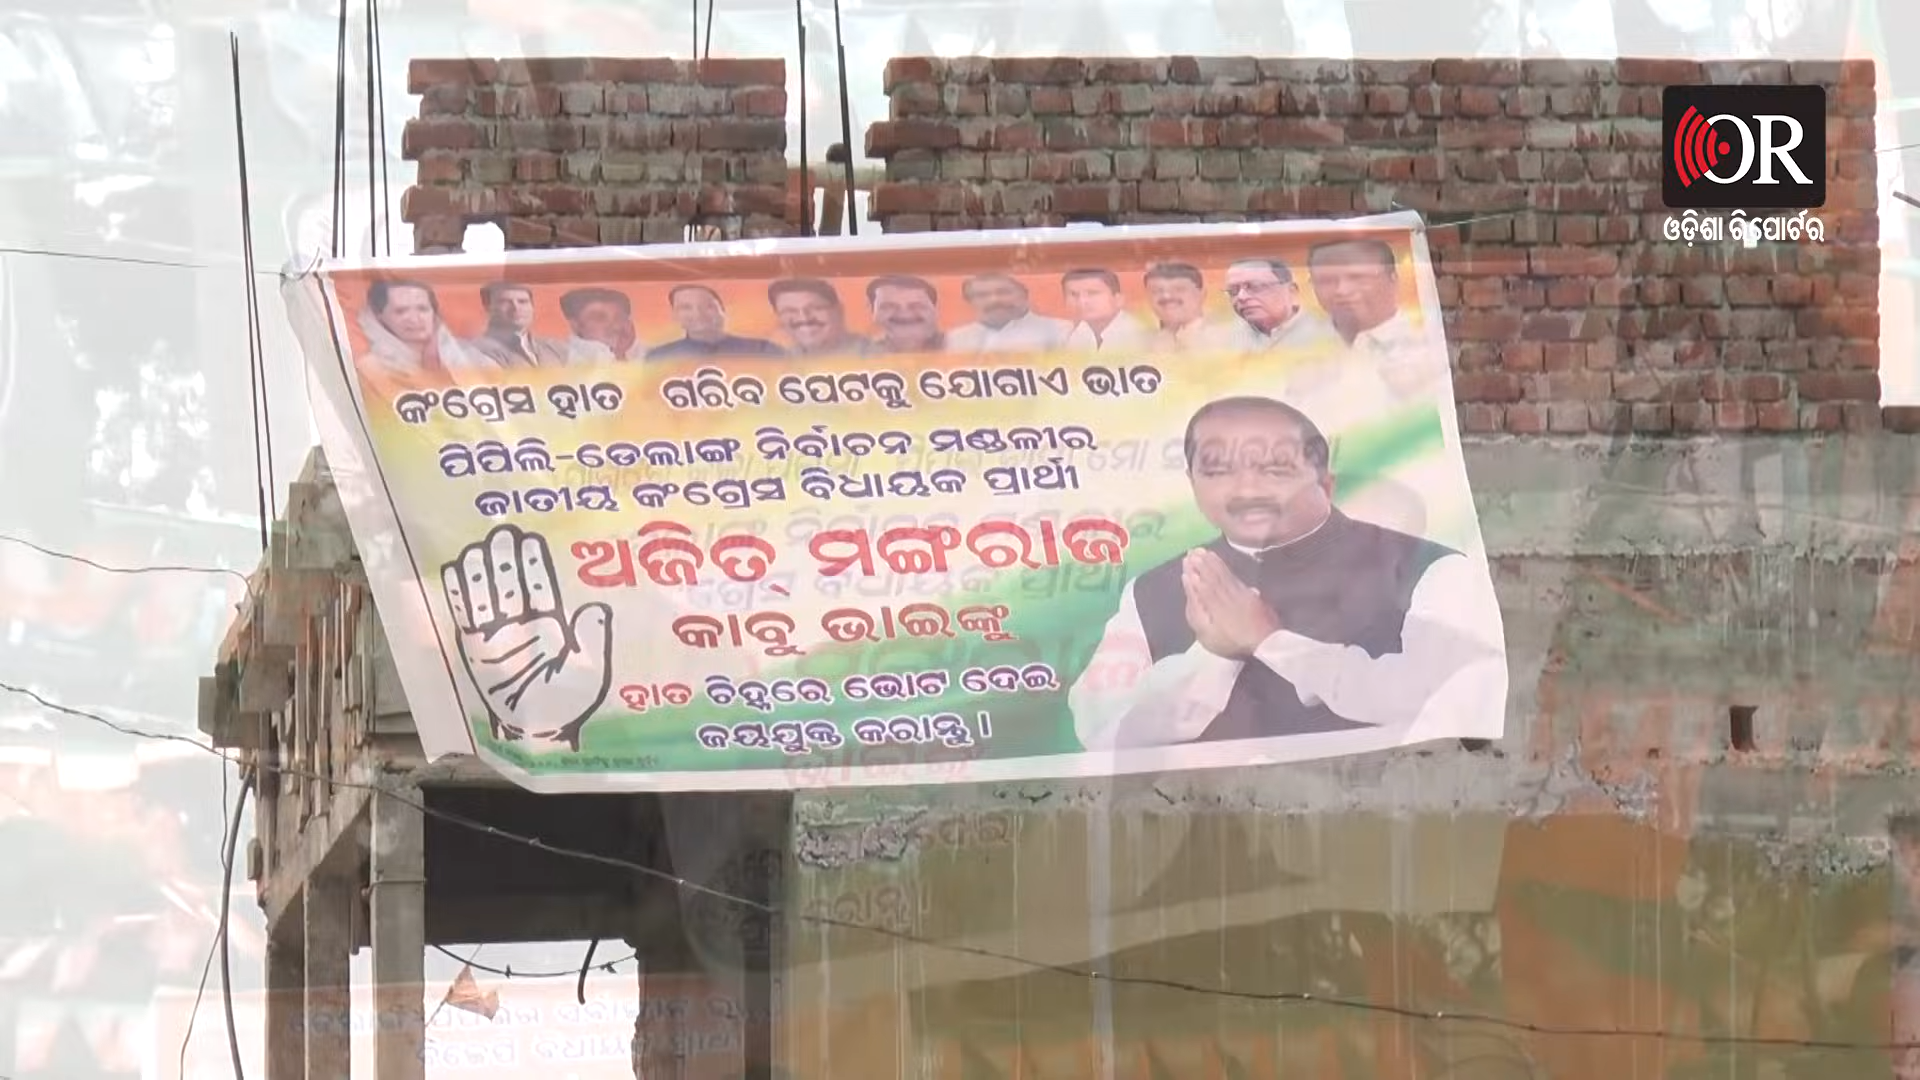 OR
ଓଡ଼ିଶା ରିପୋର୍ଟର
କଂଗ୍ରେସ ହାତ ଗରିବ ପେଟକୁ ଯୋଗାଏ ଭାତ
ପିପିଲି-ଡେଲାଙ୍ଗ ନିର୍ବାଚନ ମଣ୍ଡଳୀର
ଜାତୀୟ କଂଗ୍ରେସ ବିଧାୟକ ପ୍ରାର୍ଥୀ
ଅଜିତ୍ ମଙ୍ଗରାଜ
କାବୁ ଭାଇଙ୍କୁ
ହାତ ଚିହ୍ନରେ ଭୋଟ ଦେଇ
ଜୟଯୁକ୍ତ କରାନ୍ତୁ ।